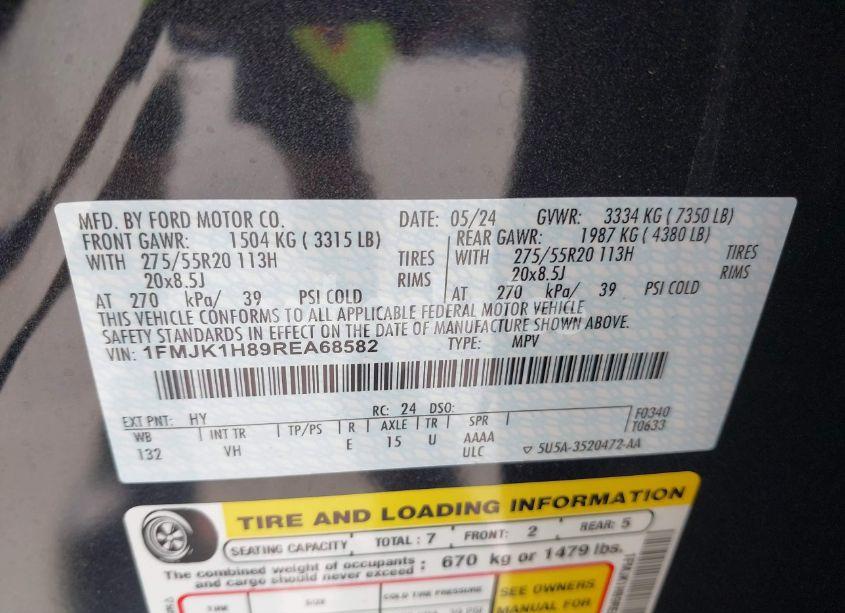 MFD. BY FORD MOTOR CO. DATE: 05/24 GVWR: 3334 KG ( 7350 LB)
FRONT GAWR: 1504 KG ( 3315 LB) REAR GAWR: 1987 KG ( 4380 LB)
WITH 275/55R20 113H TIRES WITH 275/55R20 113H TIRES
20x8.5J RIMS 20x8.5J RIMS
AT 270 kPa/ 39 PSI COLD AT 270 kPa/ 39 PSI COLD
THIS VEHICLE CONFORMS TO ALL APPLICABLE FEDERAL MOTOR VEHICLE
SAFETY STANDARDS IN EFFECT ON THE DATE OF MANUFACTURE SHOWN ABOVE.
VIN: 1FMJK1H89REA68582 TYPE: MPV
EXT PNT: HY RC: 24 DSO: F0340
WB INT TR TP/PS R AXLE TR SPR T0633
132 VH E 15 U AAAA
ULC ▽ 5U5A-3520472-AA
TIRE AND LOADING INFORMATION
SEATING CAPACITY TOTAL : 7 FRONT: 2 REAR: 5
The combined weight of occupants : 670 kg or 1479 lbs.
and cargo should never exceed :
SIZE COLD TIRE PRESSURE SEE OWNERS
MANUAL FOR